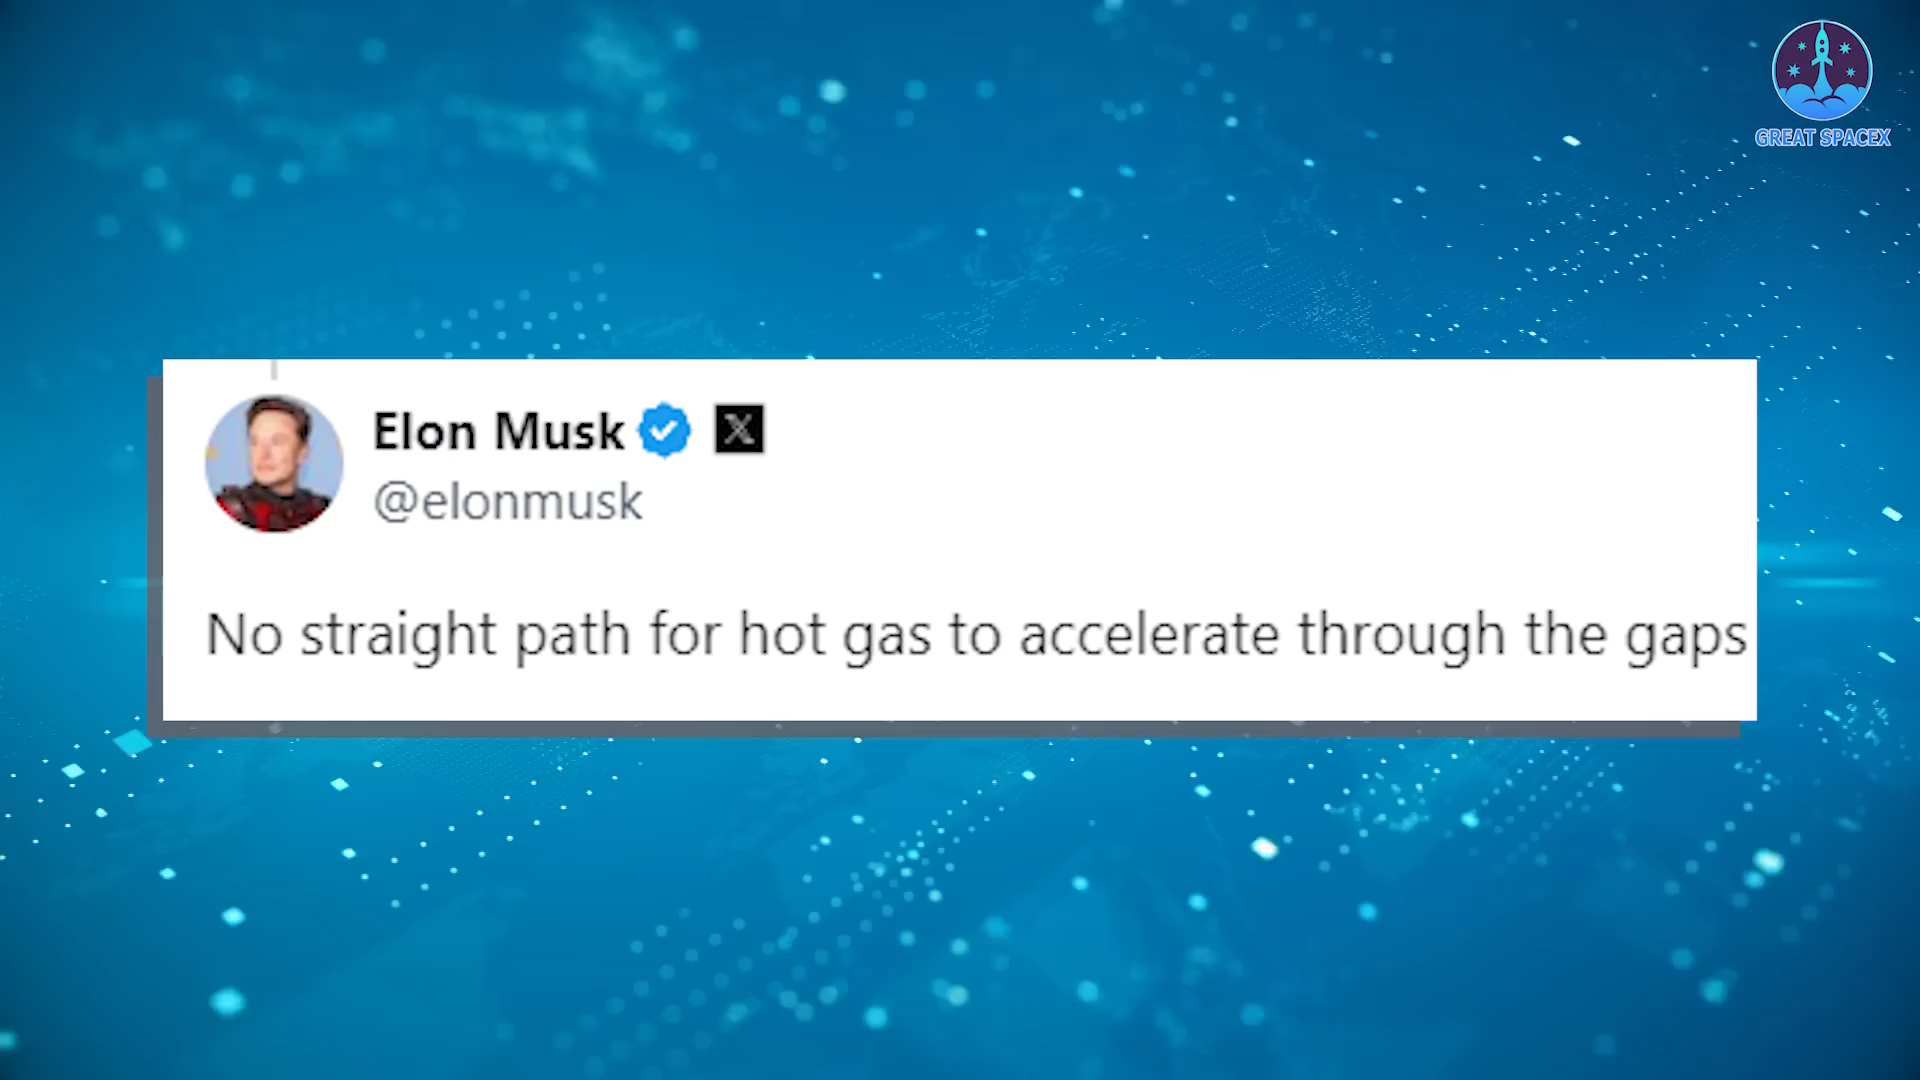 GREAT SPACEX
Elon Musk
@elonmusk
No straight path for hot gas to accelerate through the gaps